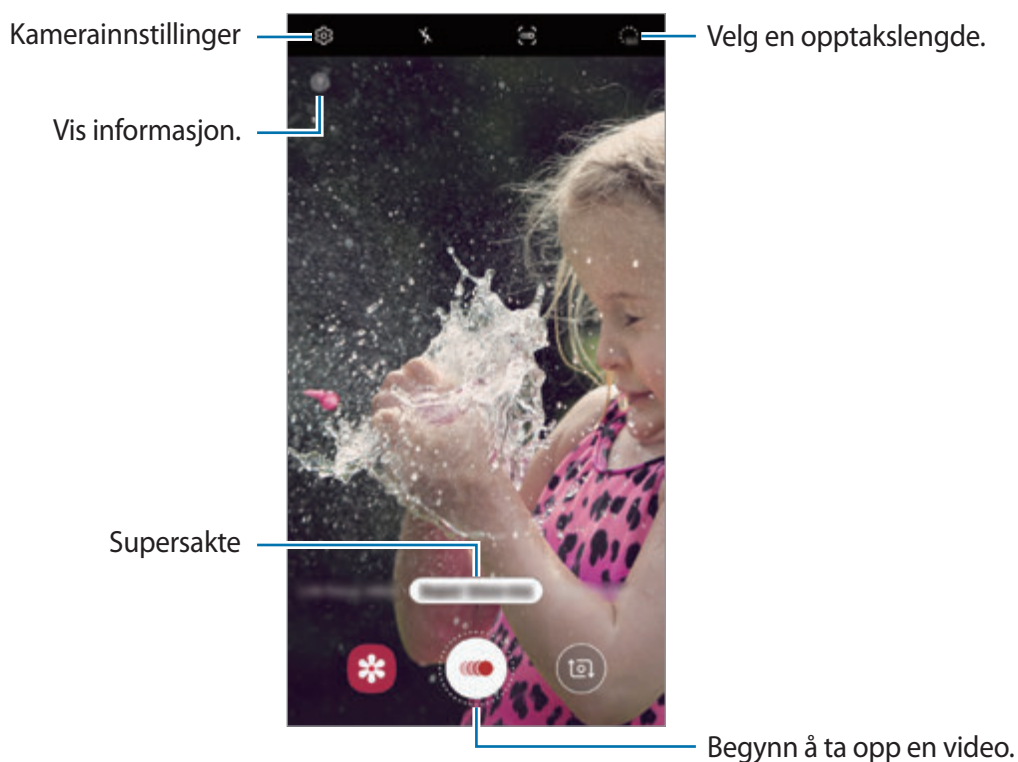 Kamerainnstillinger
Velg en opptakslengde.
Vis informasjon.
Supersakte
Begynn å ta opp en video.